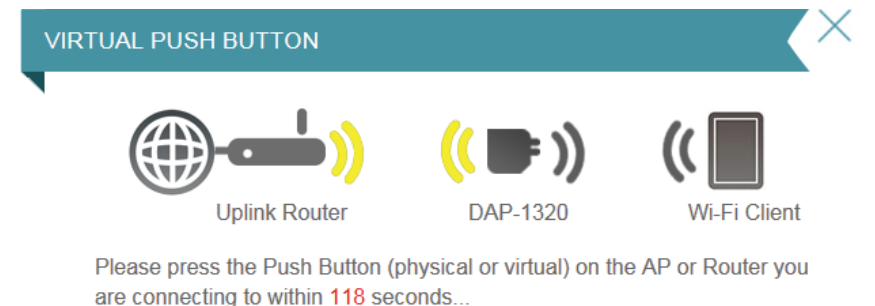 VIRTUAL PUSH BUTTON
Uplink Router
DAP-1320
Wi-Fi Client
Please press the Push Button (physical or virtual) on the AP or Router you
are connecting to within 118 seconds...